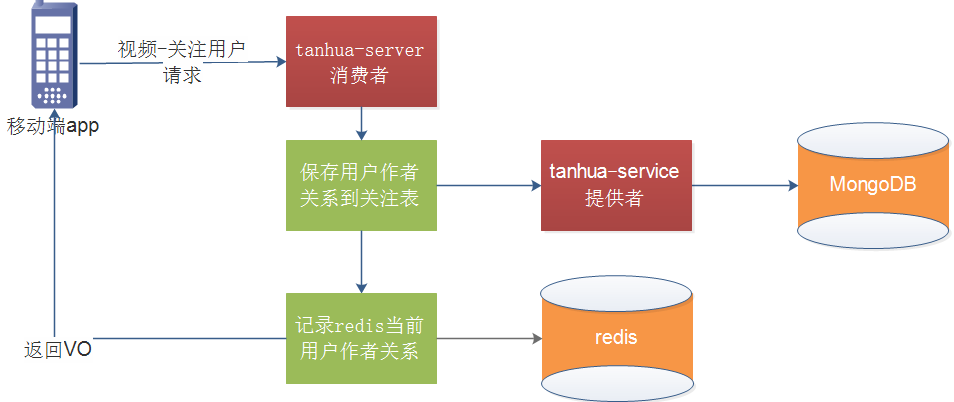 视频-关注用户
请求
tanhua-server
消费者
移动端app
保存用户作者
关系到关注表
tanhua-service
提供者
MongoDB
记录redis当前
用户作者关系
redis
返回VO